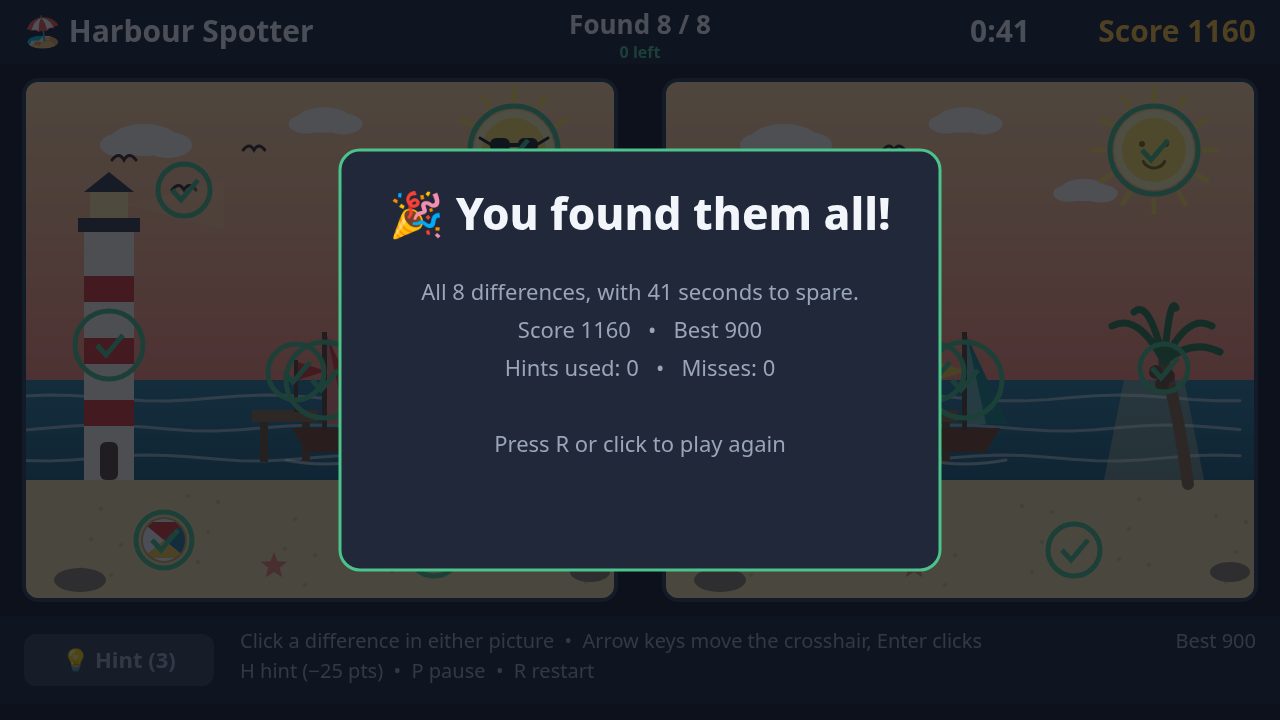 Harbour Spotter
Found 8 / 8
0 left
0:41
Score 1160
You found them all!
All 8 differences, with 41 seconds to spare.
Score 1160 • Best 900
Hints used: 0 • Misses: 0
Press R or click to play again
Hint (3)
Click a difference in either picture • Arrow keys move the crosshair, Enter clicks
H hint (−25 pts) • P pause • R restart
Best 900